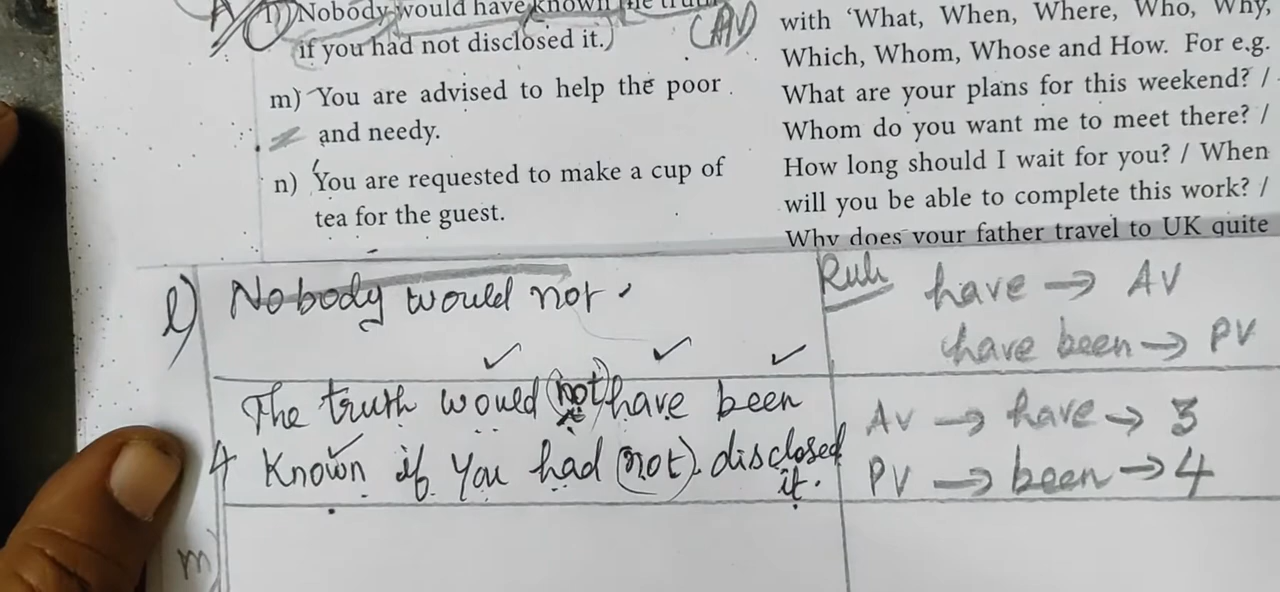 1) Nobody would have known the truth
if you had not disclosed it.
(AV)
m) You are advised to help the poor
and needy.
n) You are requested to make a cup of
tea for the guest.
with ‘What, When, Where, Who, Why,
Which, Whom, Whose and How. For e.g.
What are your plans for this weekend? /
Whom do you want me to meet there? /
How long should I wait for you? / When
will you be able to complete this work? /
Why does your father travel to UK quite
l) Nobody would not
The truth would (not) have been
4 Known if you had (not) disclosed
it.
m)
Rule have → AV
have been → PV
AV → have → 3
PV → been → 4